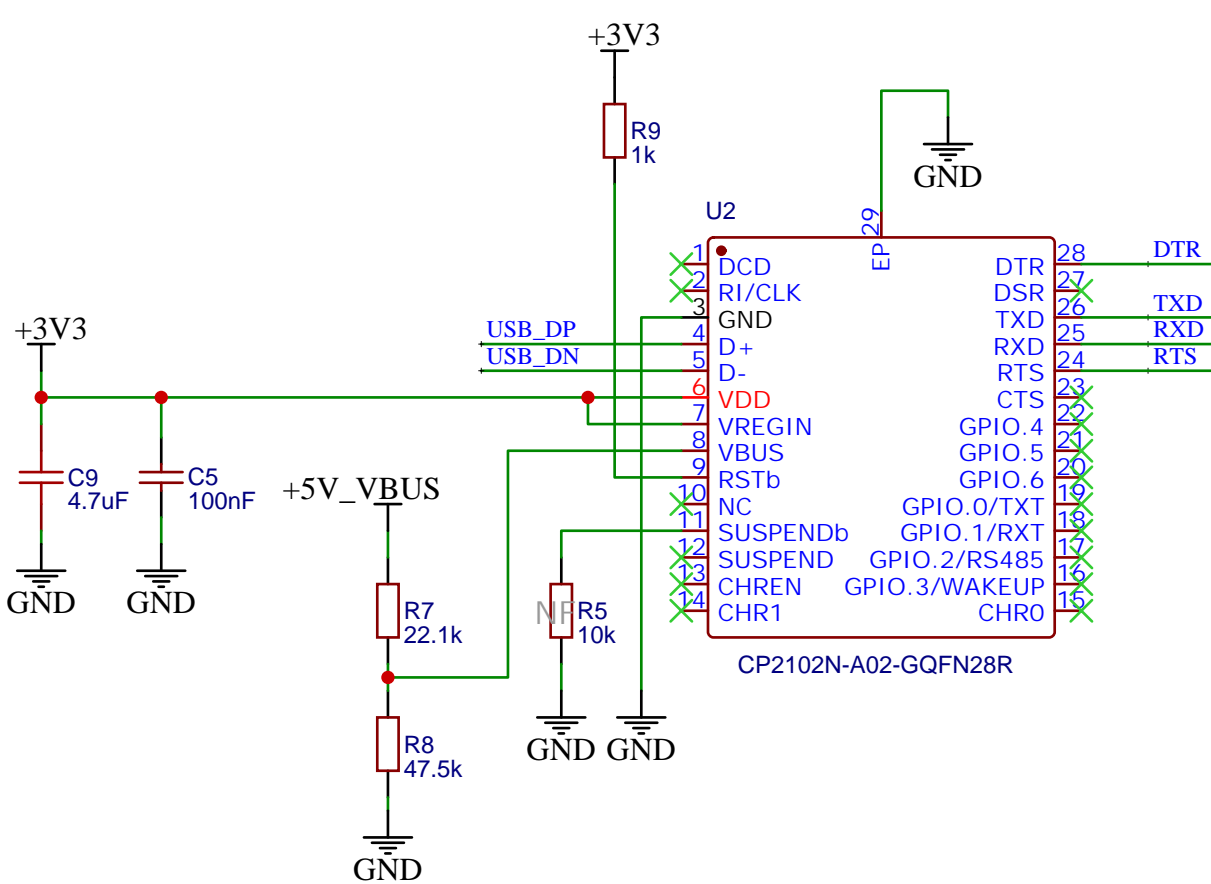 +3V3
R9
1k
GND
U2
29
EP
1
DCD
2
RI/CLK
3
GND
USB_DP
4
D+
USB_DN
5
D-
6
VDD
7
VREGIN
8
VBUS
9
RSTb
10
NC
11
SUSPENDb
12
SUSPEND
13
CHREN
14
CHR1
28
DTR
DTR
27
DSR
26
TXD
TXD
25
RXD
RXD
24
RTS
RTS
23
CTS
22
GPIO.4
21
GPIO.5
20
GPIO.6
19
GPIO.0/TXT
18
GPIO.1/RXT
17
GPIO.2/RS485
16
GPIO.3/WAKEUP
15
CHR0
CP2102N-A02-GQFN28R
+3V3
C9
4.7uF
GND
C5
100nF
GND
+5V_VBUS
R7
22.1k
R8
47.5k
GND
NF
R5
10k
GND
GND